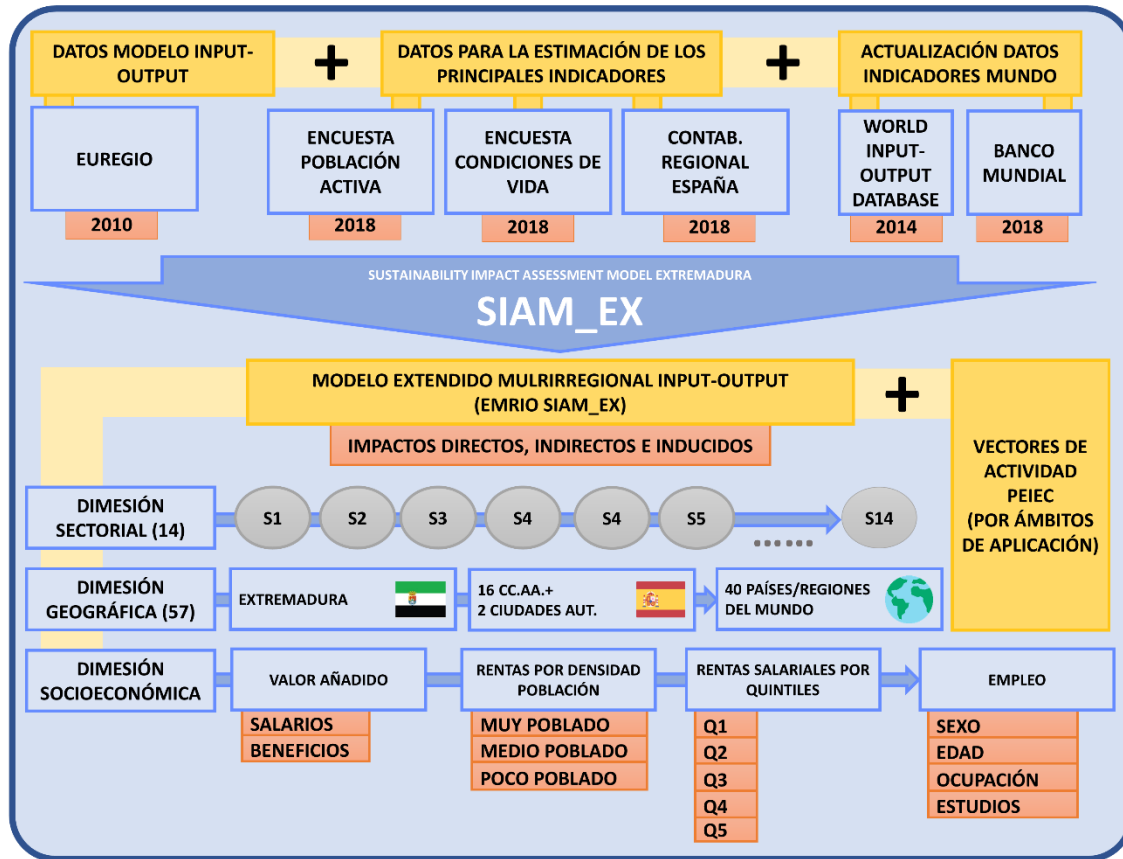 DATOS MODELO INPUT-
OUTPUT
+
DATOS PARA LA ESTIMACIÓN DE LOS
PRINCIPALES INDICADORES
+
ACTUALIZACIÓN DATOS
INDICADORES MUNDO
EUREGIO
2010
ENCUESTA
POBLACIÓN
ACTIVA
2018
ENCUESTA
CONDICIONES DE
VIDA
2018
CONTAB.
REGIONAL
ESPAÑA
2018
WORLD
INPUT-
OUTPUT
DATABASE
2014
BANCO
MUNDIAL
2018
SUSTAINABILITY IMPACT ASSESSMENT MODEL EXTREMADURA
SIAM_EX
MODELO EXTENDIDO MULRIRREGIONAL INPUT-OUTPUT
(EMRIO SIAM_EX)
+
IMPACTOS DIRECTOS, INDIRECTOS E INDUCIDOS
VECTORES DE
ACTIVIDAD
PEIEC
(POR ÁMBITOS
DE APLICACIÓN)
DIMESIÓN
SECTORIAL (14)
S1
S2
S3
S4
S4
S5
......
S14
DIMESIÓN
GEOGRÁFICA (57)
EXTREMADURA
16 CC.AA.+
2 CIUDADES AUT.
40 PAÍSES/REGIONES
DEL MUNDO
DIMESIÓN
SOCIOECONÓMICA
VALOR AÑADIDO
SALARIOS
BENEFICIOS
RENTAS POR DENSIDAD
POBLACIÓN
MUY POBLADO
MEDIO POBLADO
POCO POBLADO
RENTAS SALARIALES POR
QUINTILES
Q1
Q2
Q3
Q4
Q5
EMPLEO
SEXO
EDAD
OCUPACIÓN
ESTUDIOS